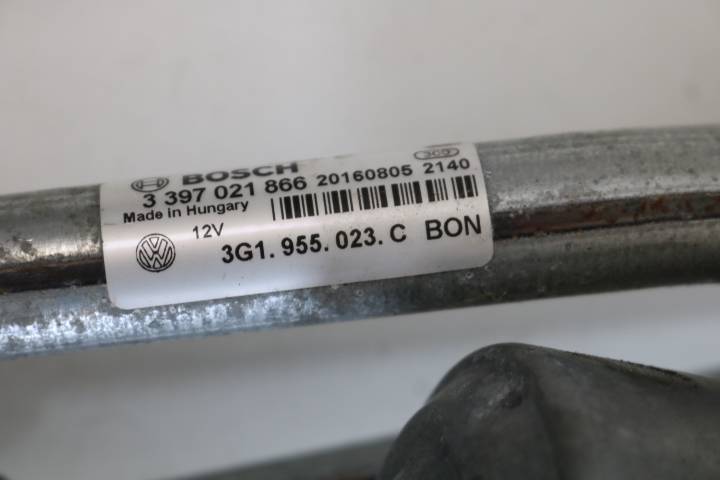 BOSCH
3 397 021 866 20160805 2140
Made in Hungary
12V
3G1. 955. 023. C BON